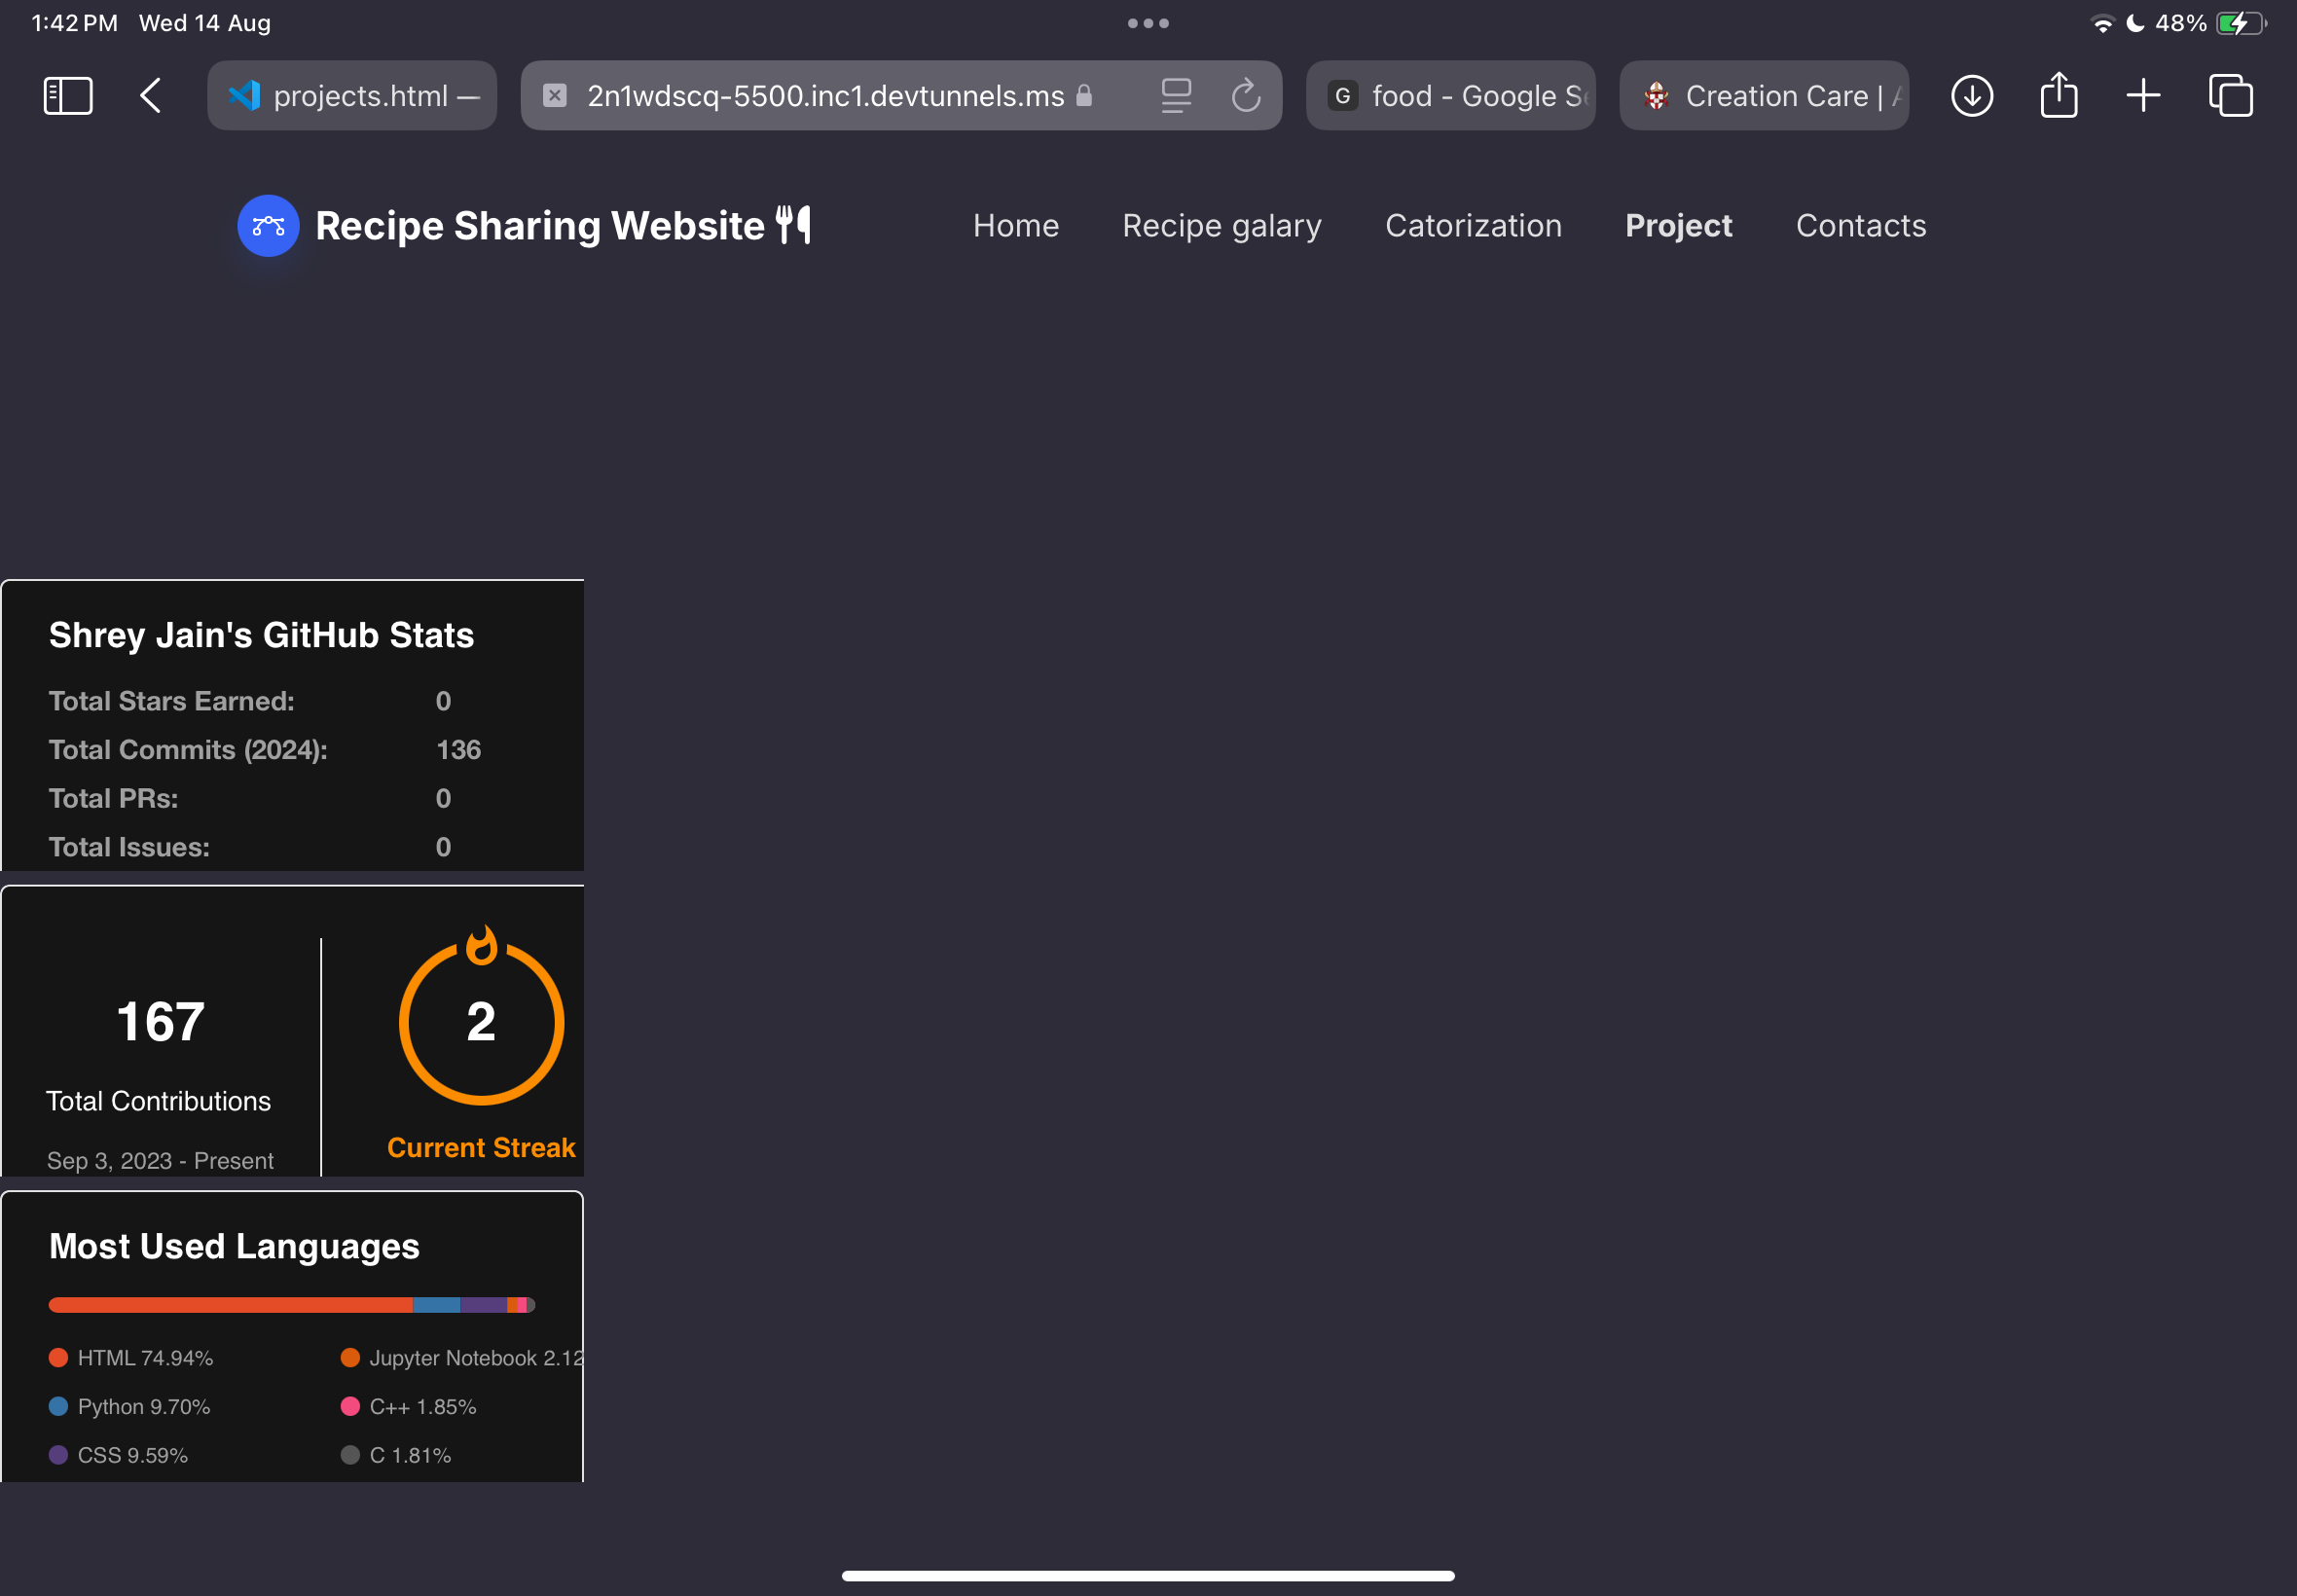 1:42 PM Wed 14 Aug
48%
projects.html —
2n1wdscq-5500.inc1.devtunnels.ms
G food - Google Se
Creation Care |
Recipe Sharing Website
Home Recipe galary Catorization Project Contacts
Shrey Jain's GitHub Stats
Total Stars Earned: 0
Total Commits (2024): 136
Total PRs: 0
Total Issues: 0
167
2
Total Contributions
Current Streak
Sep 3, 2023 - Present
Most Used Languages
HTML 74.94% Jupyter Notebook 2.12
Python 9.70% C++ 1.85%
CSS 9.59% C 1.81%